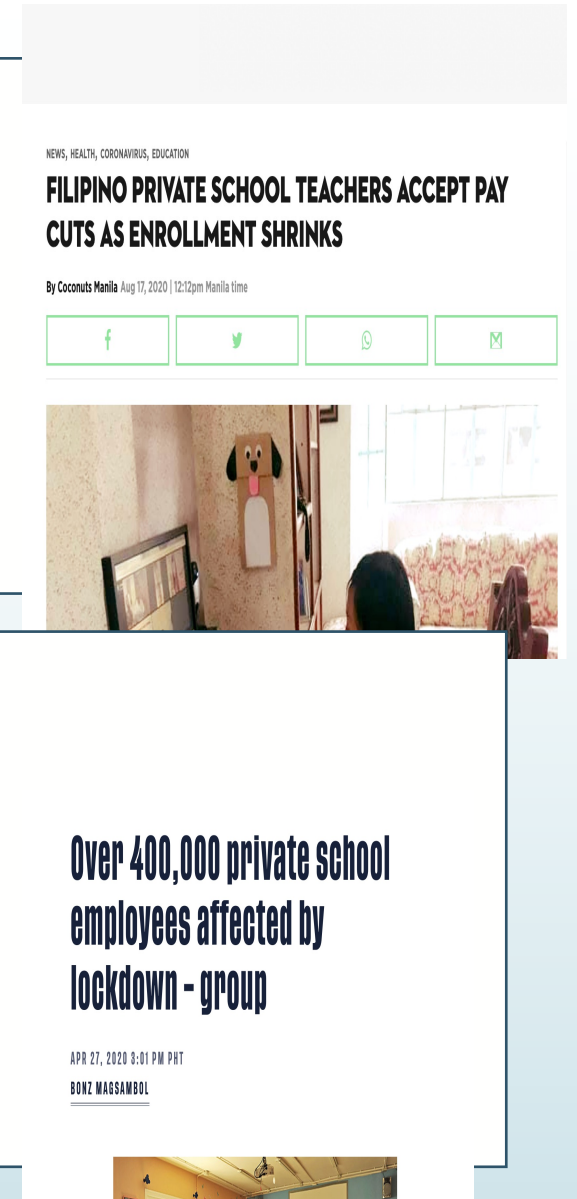 NEWS, HEALTH, CORONAVIRUS, EDUCATION
FILIPINO PRIVATE SCHOOL TEACHERS ACCEPT PAY
CUTS AS ENROLLMENT SHRINKS
By Coconuts Manila Aug 17, 2020 | 12:12pm Manila time
Over 400,000 private school
employees affected by
lockdown - group
APR 27, 2020 3:01 PM PHT
BONZ MAGSAMBOL